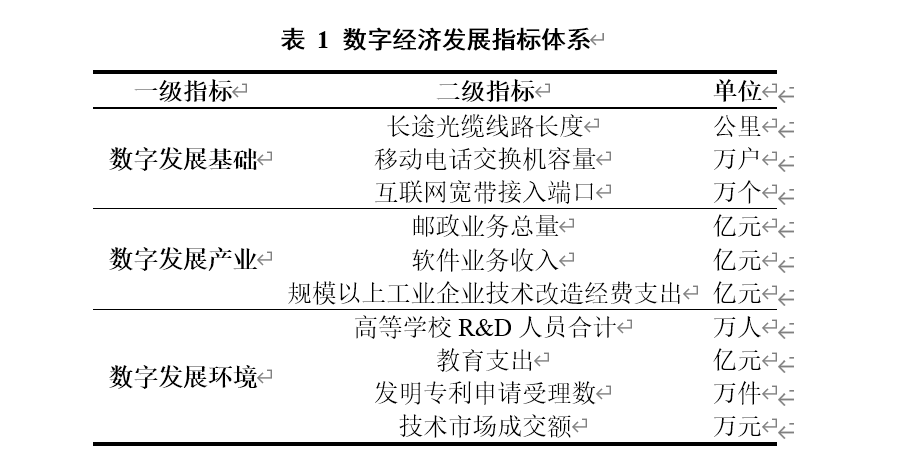 表 1 数字经济发展指标体系
一级指标 二级指标 单位
长途光缆线路长度 公里
数字发展基础 移动电话交换机容量 万户
互联网宽带接入端口 万个
邮政业务总量 亿元
数字发展产业 软件业务收入 亿元
规模以上工业企业技术改造经费支出 亿元
高等学校 R&D 人员合计 万人
教育支出 亿元
数字发展环境
发明专利申请受理数 万件
技术市场成交额 万元